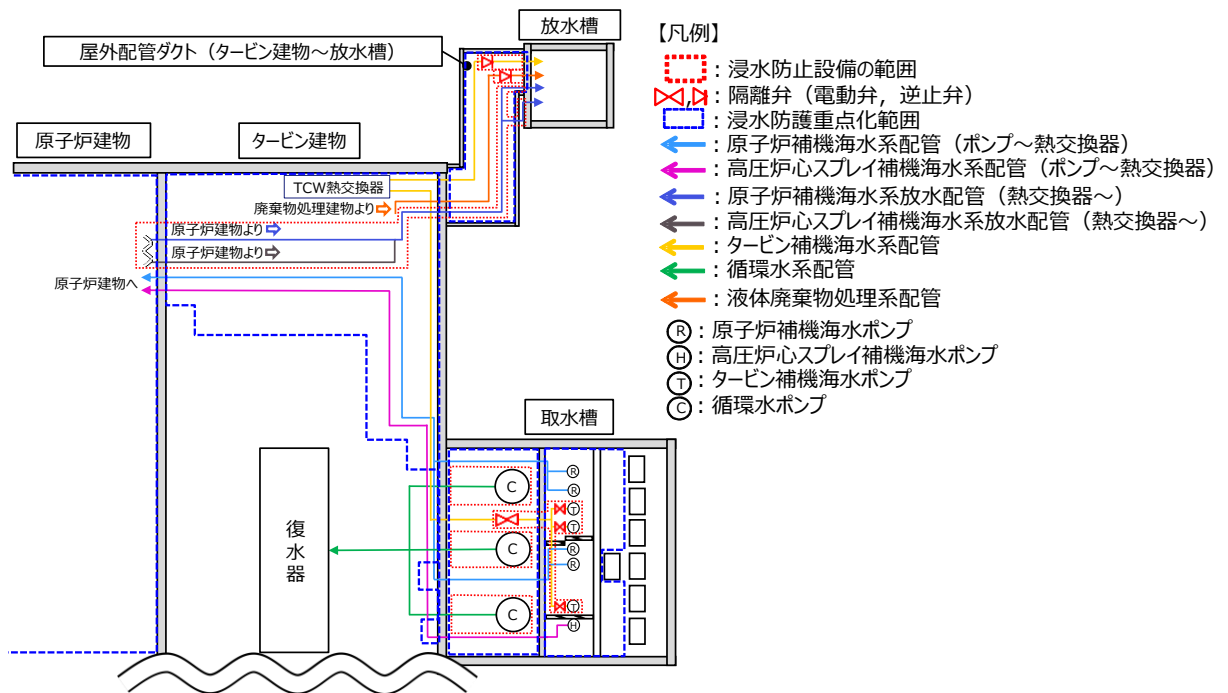 放水槽
屋外配管ダクト（タービン建物～放水槽）
原子炉建物
タービン建物
TCW熱交換器
廃棄物処理建物より
原子炉建物より
原子炉建物より
原子炉建物へ
取水槽
復水器
C
C
C
R
R
T
T
R
R
T
H
【凡例】
：浸水防止設備の範囲
，：隔離弁（電動弁，逆止弁）
：浸水防護重点化範囲
：原子炉補機海水系配管（ポンプ～熱交換器）
：高圧炉心スプレイ補機海水系配管（ポンプ～熱交換器）
：原子炉補機海水系放水配管（熱交換器～）
：高圧炉心スプレイ補機海水系放水配管（熱交換器～）
：タービン補機海水系配管
：循環水系配管
：液体廃棄物処理系配管
R：原子炉補機海水ポンプ
H：高圧炉心スプレイ補機海水ポンプ
T：タービン補機海水ポンプ
C：循環水ポンプ